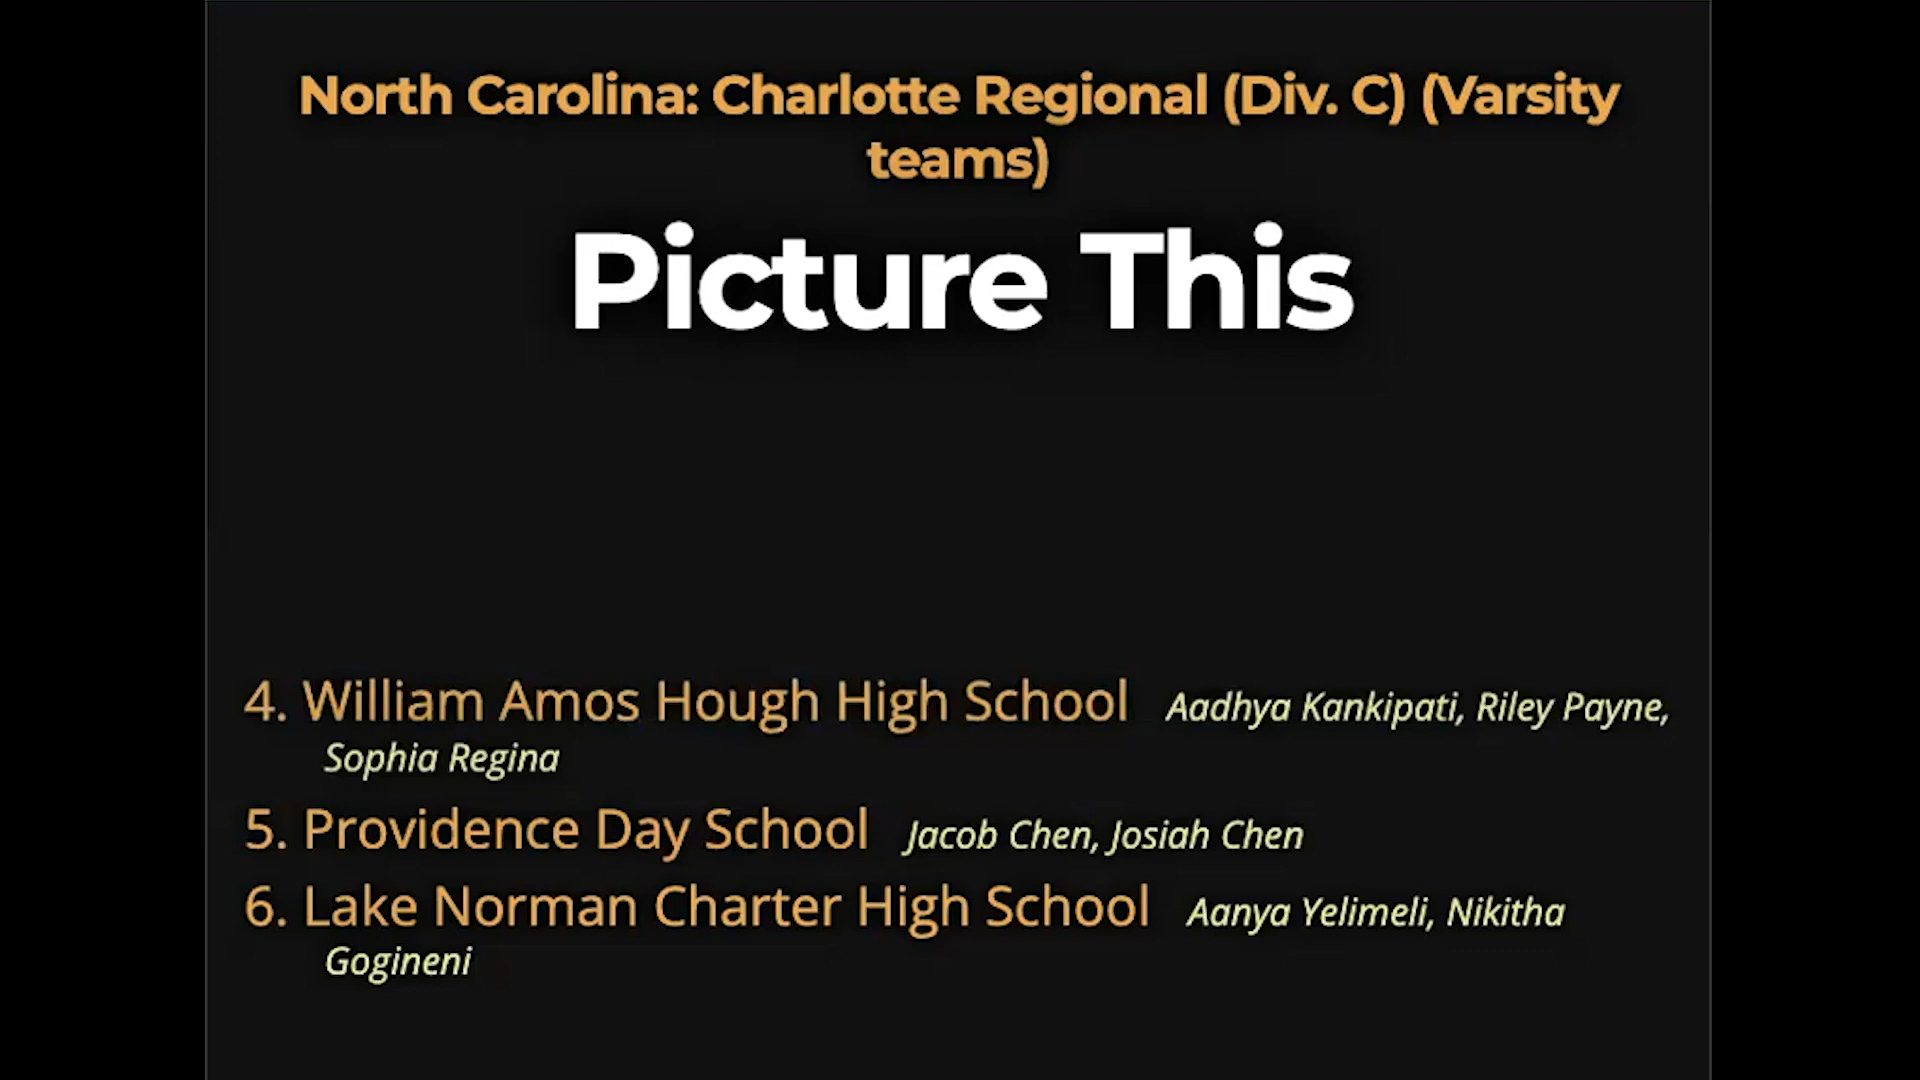 North Carolina: Charlotte Regional (Div. C) (Varsity
teams)
Picture This
4. William Amos Hough High School Aadhya Kankipati, Riley Payne,
Sophia Regina
5. Providence Day School Jacob Chen, Josiah Chen
6. Lake Norman Charter High School Aanya Yelimeli, Nikitha
Gogineni